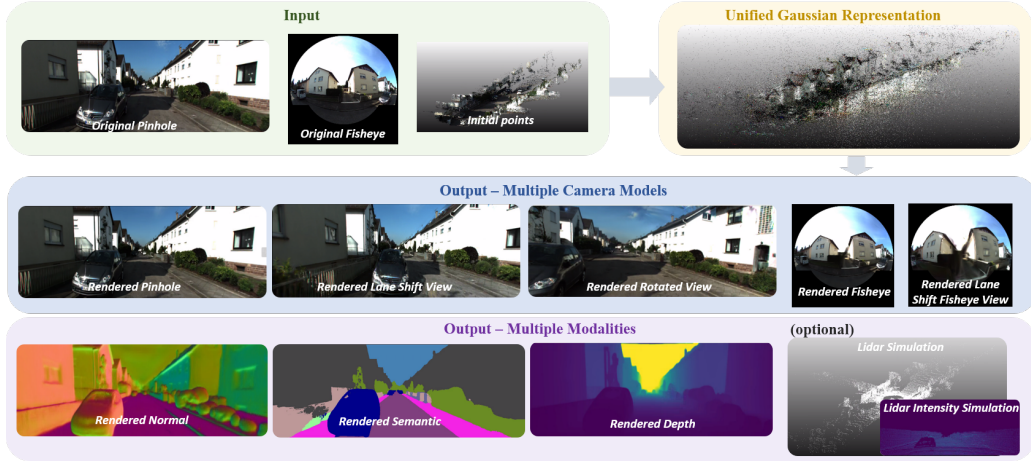 Input
Original Pinhole
Original Fisheye
Initial points
Unified Gaussian Representation
Output – Multiple Camera Models
Rendered Pinhole
Rendered Lane Shift View
Rendered Rotated View
Rendered Fisheye
Rendered Lane
Shift Fisheye View
Output – Multiple Modalities
(optional)
Rendered Normal
Rendered Semantic
Rendered Depth
Lidar Simulation
Lidar Intensity Simulation